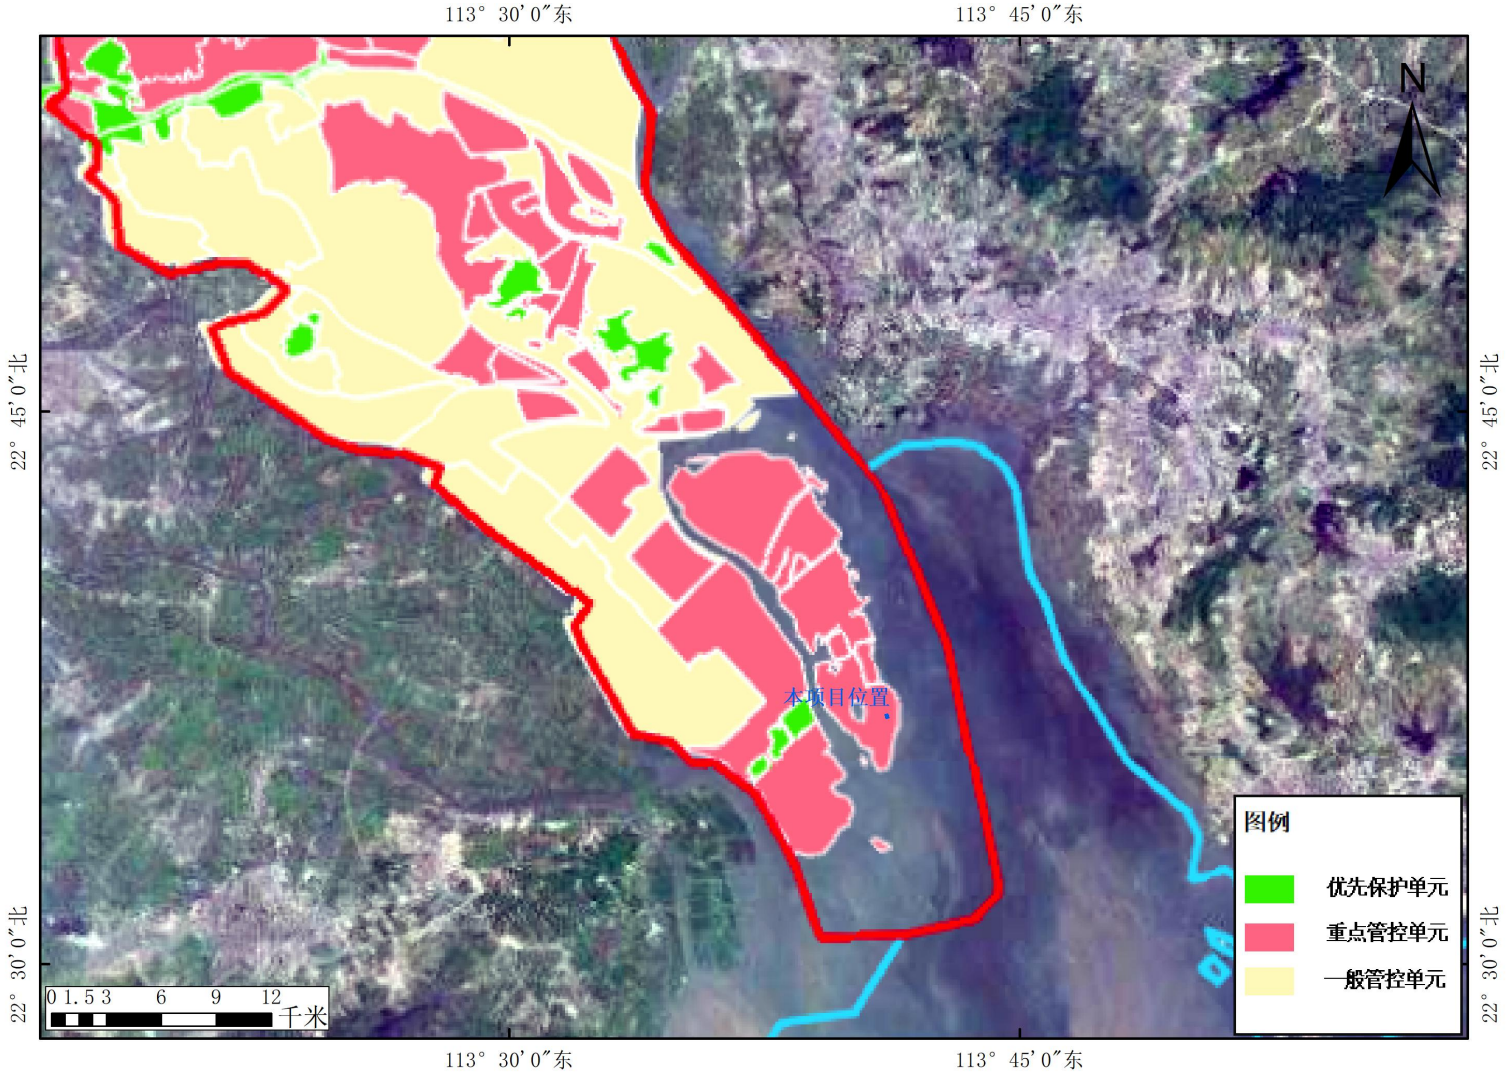 113° 30′0″东
113° 45′0″东
N
22° 45′0″北
22° 45′0″北
本项目位置
图例
优先保护单元
重点管控单元
一般管控单元
22° 30′0″北
22° 30′0″北
0 1.5 3 6 9 12
千米
113° 30′0″东
113° 45′0″东